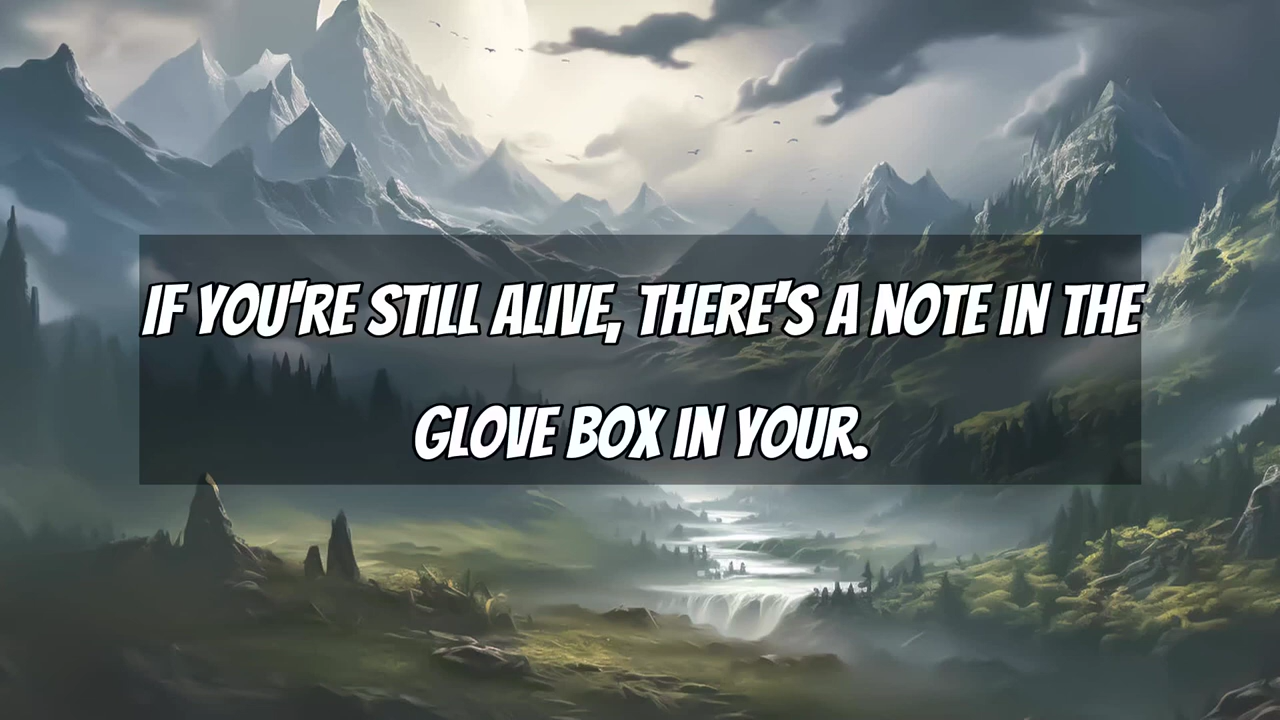 IF YOU'RE STILL ALIVE, THERE'S A NOTE IN THE
GLOVE BOX IN YOUR.